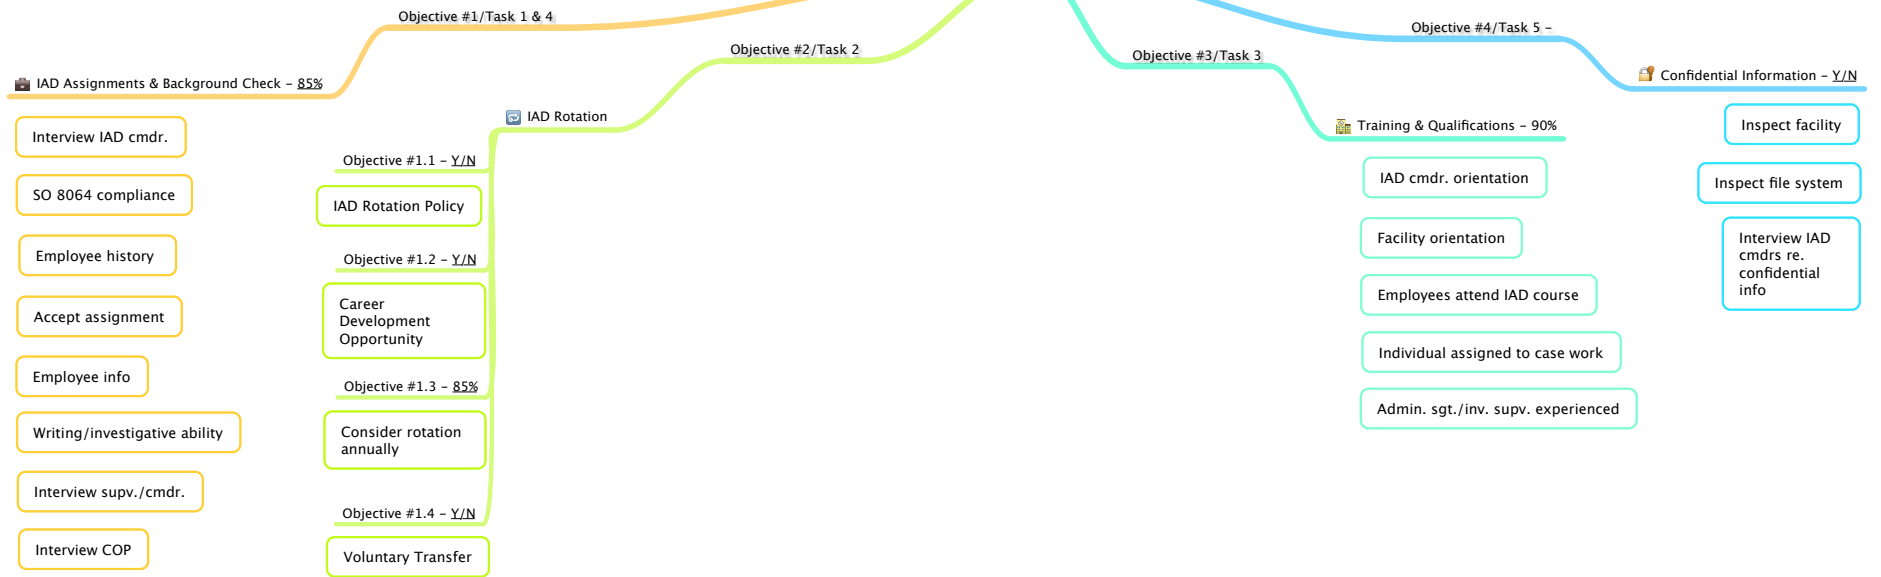 Objective #1/Task 1 & 4
IAD Assignments & Background Check – 85%
Interview IAD cmdr.
SO 8064 compliance
Employee history
Accept assignment
Employee info
Writing/investigative ability
Interview supv./cmdr.
Interview COP
Objective #2/Task 2
IAD Rotation
Objective #1.1 – Y/N
IAD Rotation Policy
Objective #1.2 – Y/N
Career
Development
Opportunity
Objective #1.3 – 85%
Consider rotation
annually
Objective #1.4 – Y/N
Voluntary Transfer
Objective #3/Task 3
Training & Qualifications – 90%
IAD cmdr. orientation
Facility orientation
Employees attend IAD course
Individual assigned to case work
Admin. sgt./inv. supv. experienced
Objective #4/Task 5 –
Confidential Information – Y/N
Inspect facility
Inspect file system
Interview IAD
cmdrs re.
confidential
info